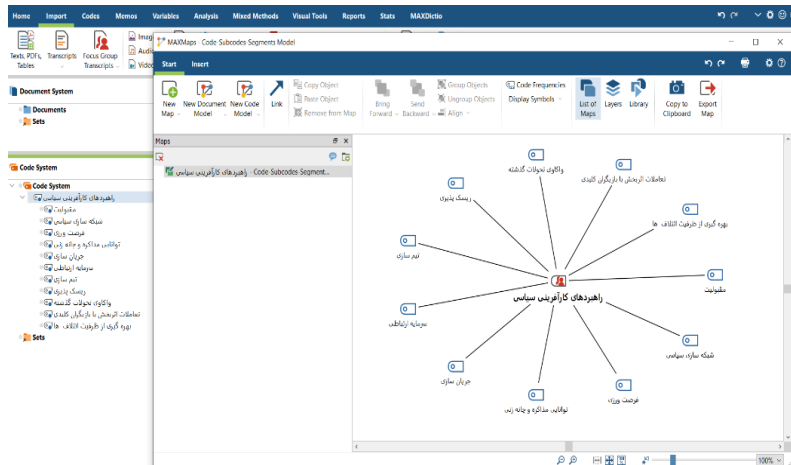 Home Import Codes Memos Variables Analysis Mixed Methods Visual Tools Reports Stats MAXDictio
Texts, PDFs, Tables
Transcripts
Focus Group Transcripts
Imag
Audio
Video
Document System
Documents
Sets
Code System
Code System
راهبردهای کارآفرینی سیاسی
مقبولیت
شبکه سازی سیاسی
فرصت ورزی
توانایی مذاکره و چانه زنی
جریان سازی
سرمایه ارتباطی
تیم سازی
ریسک پذیری
واکاوی تحولات گذشته
تعاملات اثربخش با بازیگران کلیدی
بهره گیری از ظرفیت ائتلاف ها
Sets
MAXMaps - Code Subcodes Segments Model
Start Insert
New Map
New Document Model
New Code Model
Link
Copy Object
Paste Object
Remove from Map
Bring Forward
Send Backward
Group Objects
Ungroup Objects
Align
Code Frequencies
Display Symbols
List of Maps
Layers
Library
Copy to Clipboard
Export Map
Maps
راهبردهای کارآفرینی سیاسی - Code Subcodes Segment...
واکاوی تحولات گذشته
تعاملات اثربخش با بازیگران کلیدی
ریسک پذیری
بهره گیری از ظرفیت ائتلاف ها
تیم سازی
مقبولیت
راهبردهای کارآفرینی سیاسی
سرمایه ارتباطی
شبکه سازی سیاسی
جریان سازی
فرصت ورزی
توانایی مذاکره و چانه زنی
100%